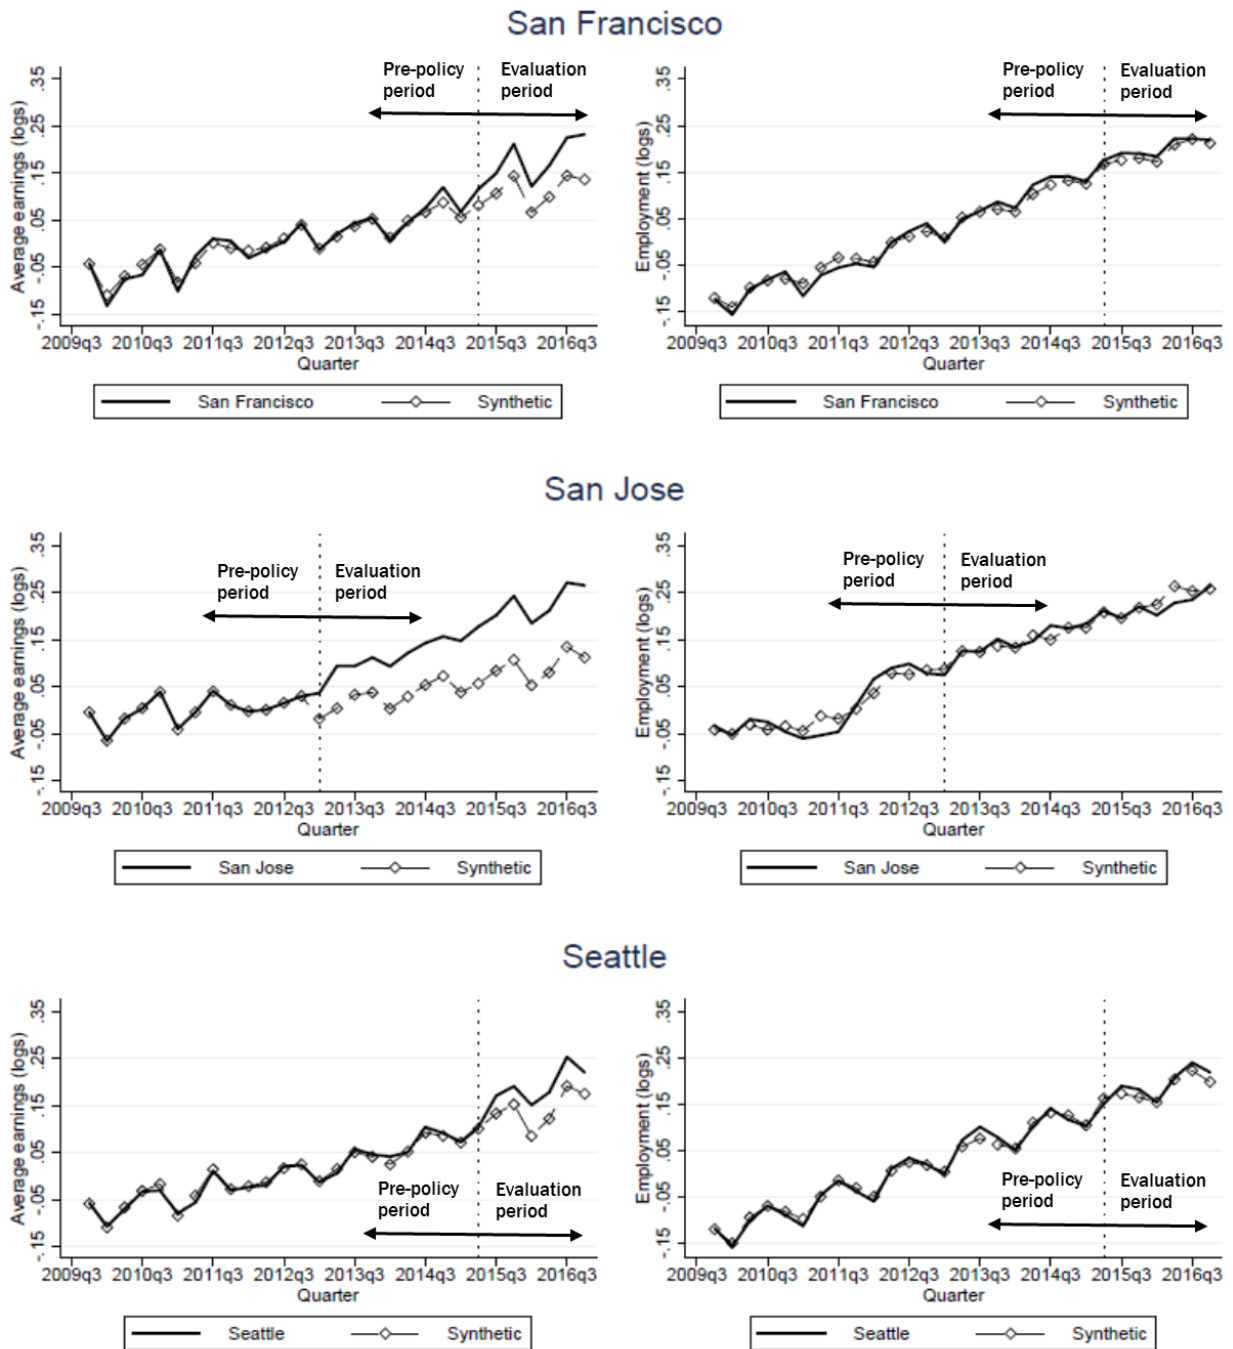 San Francisco
Pre-policy period
Evaluation period
Average earnings (logs)
.35
.25
.15
.05
-.05
-.15
2009q3 2010q3 2011q3 2012q3 2013q3 2014q3 2015q3 2016q3
Quarter
San Francisco Synthetic
Pre-policy period
Evaluation period
Employment (logs)
.35
.25
.15
.05
-.05
-.15
2009q3 2010q3 2011q3 2012q3 2013q3 2014q3 2015q3 2016q3
Quarter
San Francisco Synthetic
San Jose
Pre-policy period
Evaluation period
Average earnings (logs)
.35
.25
.15
.05
-.05
-.15
2009q3 2010q3 2011q3 2012q3 2013q3 2014q3 2015q3 2016q3
Quarter
San Jose Synthetic
Pre-policy period
Evaluation period
Employment (logs)
.35
.25
.15
.05
-.05
-.15
2009q3 2010q3 2011q3 2012q3 2013q3 2014q3 2015q3 2016q3
Quarter
San Jose Synthetic
Seattle
Average earnings (logs)
.35
.25
.15
.05
-.05
-.15
Pre-policy period
Evaluation period
2009q3 2010q3 2011q3 2012q3 2013q3 2014q3 2015q3 2016q3
Quarter
Seattle Synthetic
Employment (logs)
.35
.25
.15
.05
-.05
-.15
Pre-policy period
Evaluation period
2009q3 2010q3 2011q3 2012q3 2013q3 2014q3 2015q3 2016q3
Quarter
Seattle Synthetic